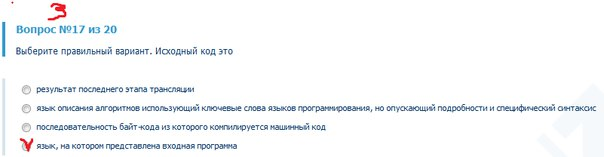 3
Вопрос №17 из 20
Выберите правильный вариант. Исходный код это
результат последнего этапа трансляции
язык описания алгоритмов использующий ключевые слова языков программирования, но опускающий подробности и специфический синтаксис
последовательность байт-кода из которого компилируется машинный код
язык, на котором представлена входная программа